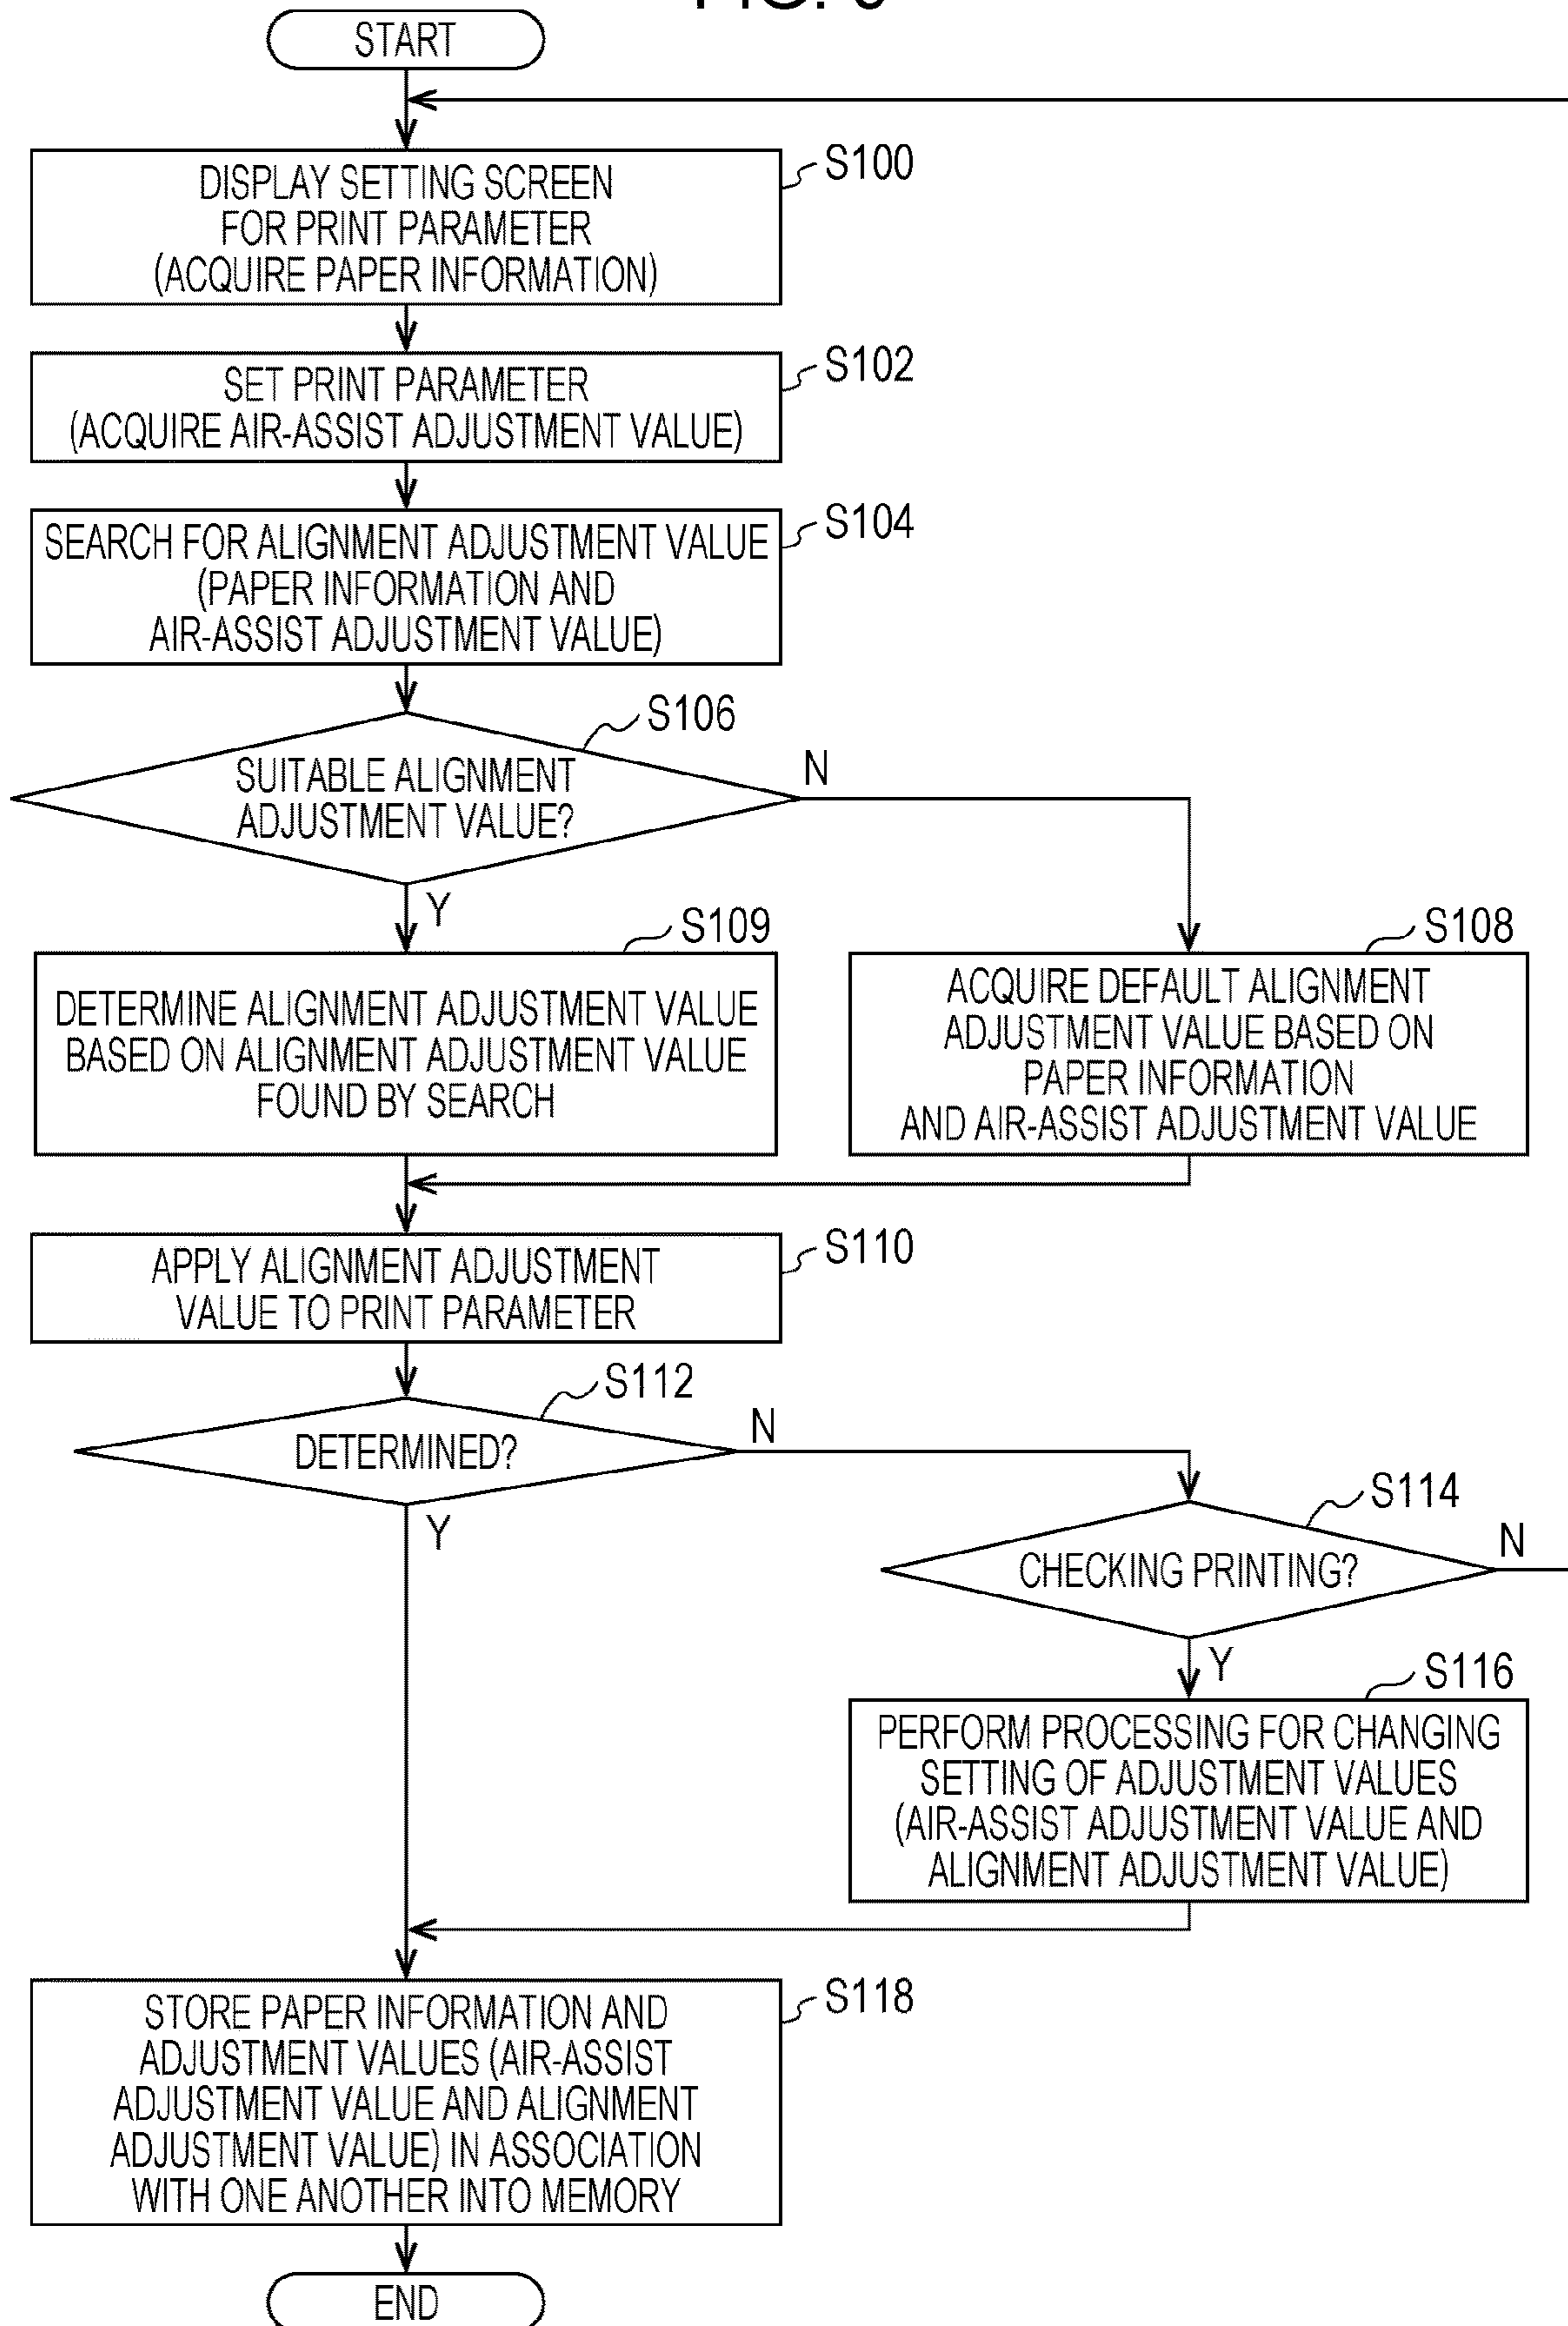 START
S100
DISPLAY SETTING SCREEN
FOR PRINT PARAMETER
(ACQUIRE PAPER INFORMATION)
S102
SET PRINT PARAMETER
(ACQUIRE AIR-ASSIST ADJUSTMENT VALUE)
S104
SEARCH FOR ALIGNMENT ADJUSTMENT VALUE
(PAPER INFORMATION AND
AIR-ASSIST ADJUSTMENT VALUE)
S106
SUITABLE ALIGNMENT
ADJUSTMENT VALUE?
N
Y
S109
DETERMINE ALIGNMENT ADJUSTMENT VALUE
BASED ON ALIGNMENT ADJUSTMENT VALUE
FOUND BY SEARCH
S108
ACQUIRE DEFAULT ALIGNMENT
ADJUSTMENT VALUE BASED ON
PAPER INFORMATION
AND AIR-ASSIST ADJUSTMENT VALUE
S110
APPLY ALIGNMENT ADJUSTMENT
VALUE TO PRINT PARAMETER
S112
DETERMINED?
N
Y
S114
CHECKING PRINTING?
N
Y
S116
PERFORM PROCESSING FOR CHANGING
SETTING OF ADJUSTMENT VALUES
(AIR-ASSIST ADJUSTMENT VALUE AND
ALIGNMENT ADJUSTMENT VALUE)
S118
STORE PAPER INFORMATION AND
ADJUSTMENT VALUES (AIR-ASSIST
ADJUSTMENT VALUE AND ALIGNMENT
ADJUSTMENT VALUE) IN ASSOCIATION
WITH ONE ANOTHER INTO MEMORY
END